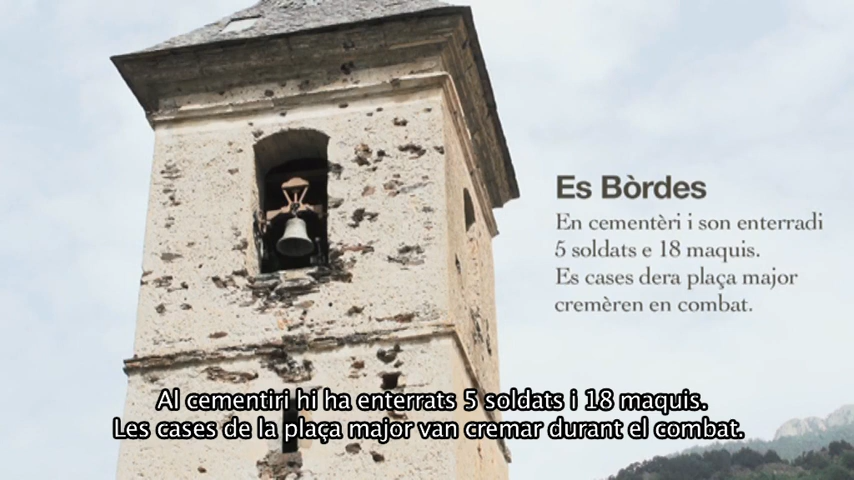 Es Bòrdes
En cementèri i son enterradi
5 soldats e 18 maquis.
Es cases dera plaça major
cremèren en combat.
Al cementiri hi ha enterrats 5 soldats i 18 maquis.
Les cases de la plaça major van cremar durant el combat.